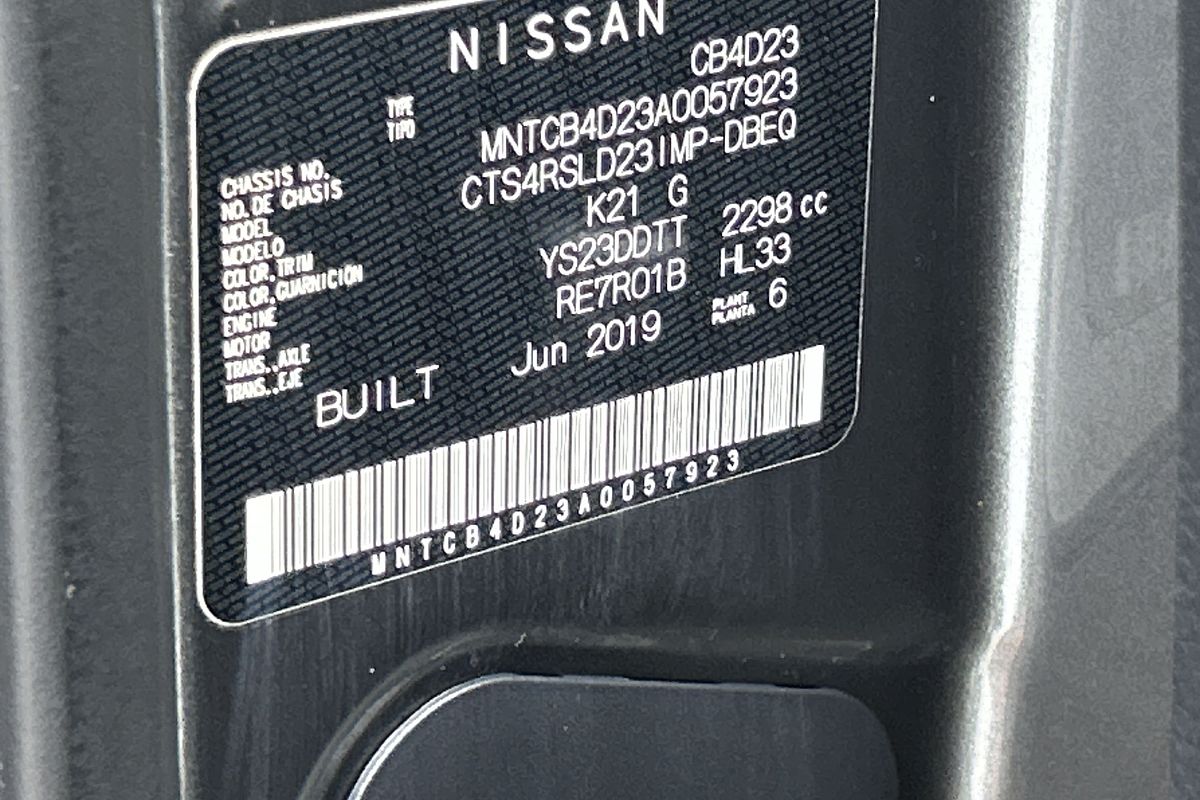 NISSAN
TYPE CB4D23
TIPO
CHASSIS NO. MNTCB4D23A0057923
NO.DE CHASIS
MODEL CTS4RSLD23IMP-DBEQ
MODELO
COLOR,TRIM K21 G
COLOR,GUARNICION
ENGINE YS23DDTT 2298 cc
MOTOR
TRANS.,AXLE RE7R01B HL33
TRANS.,EJE
BUILT Jun 2019 PLANT 6
PLANTA
MNTCB4D23A0057923